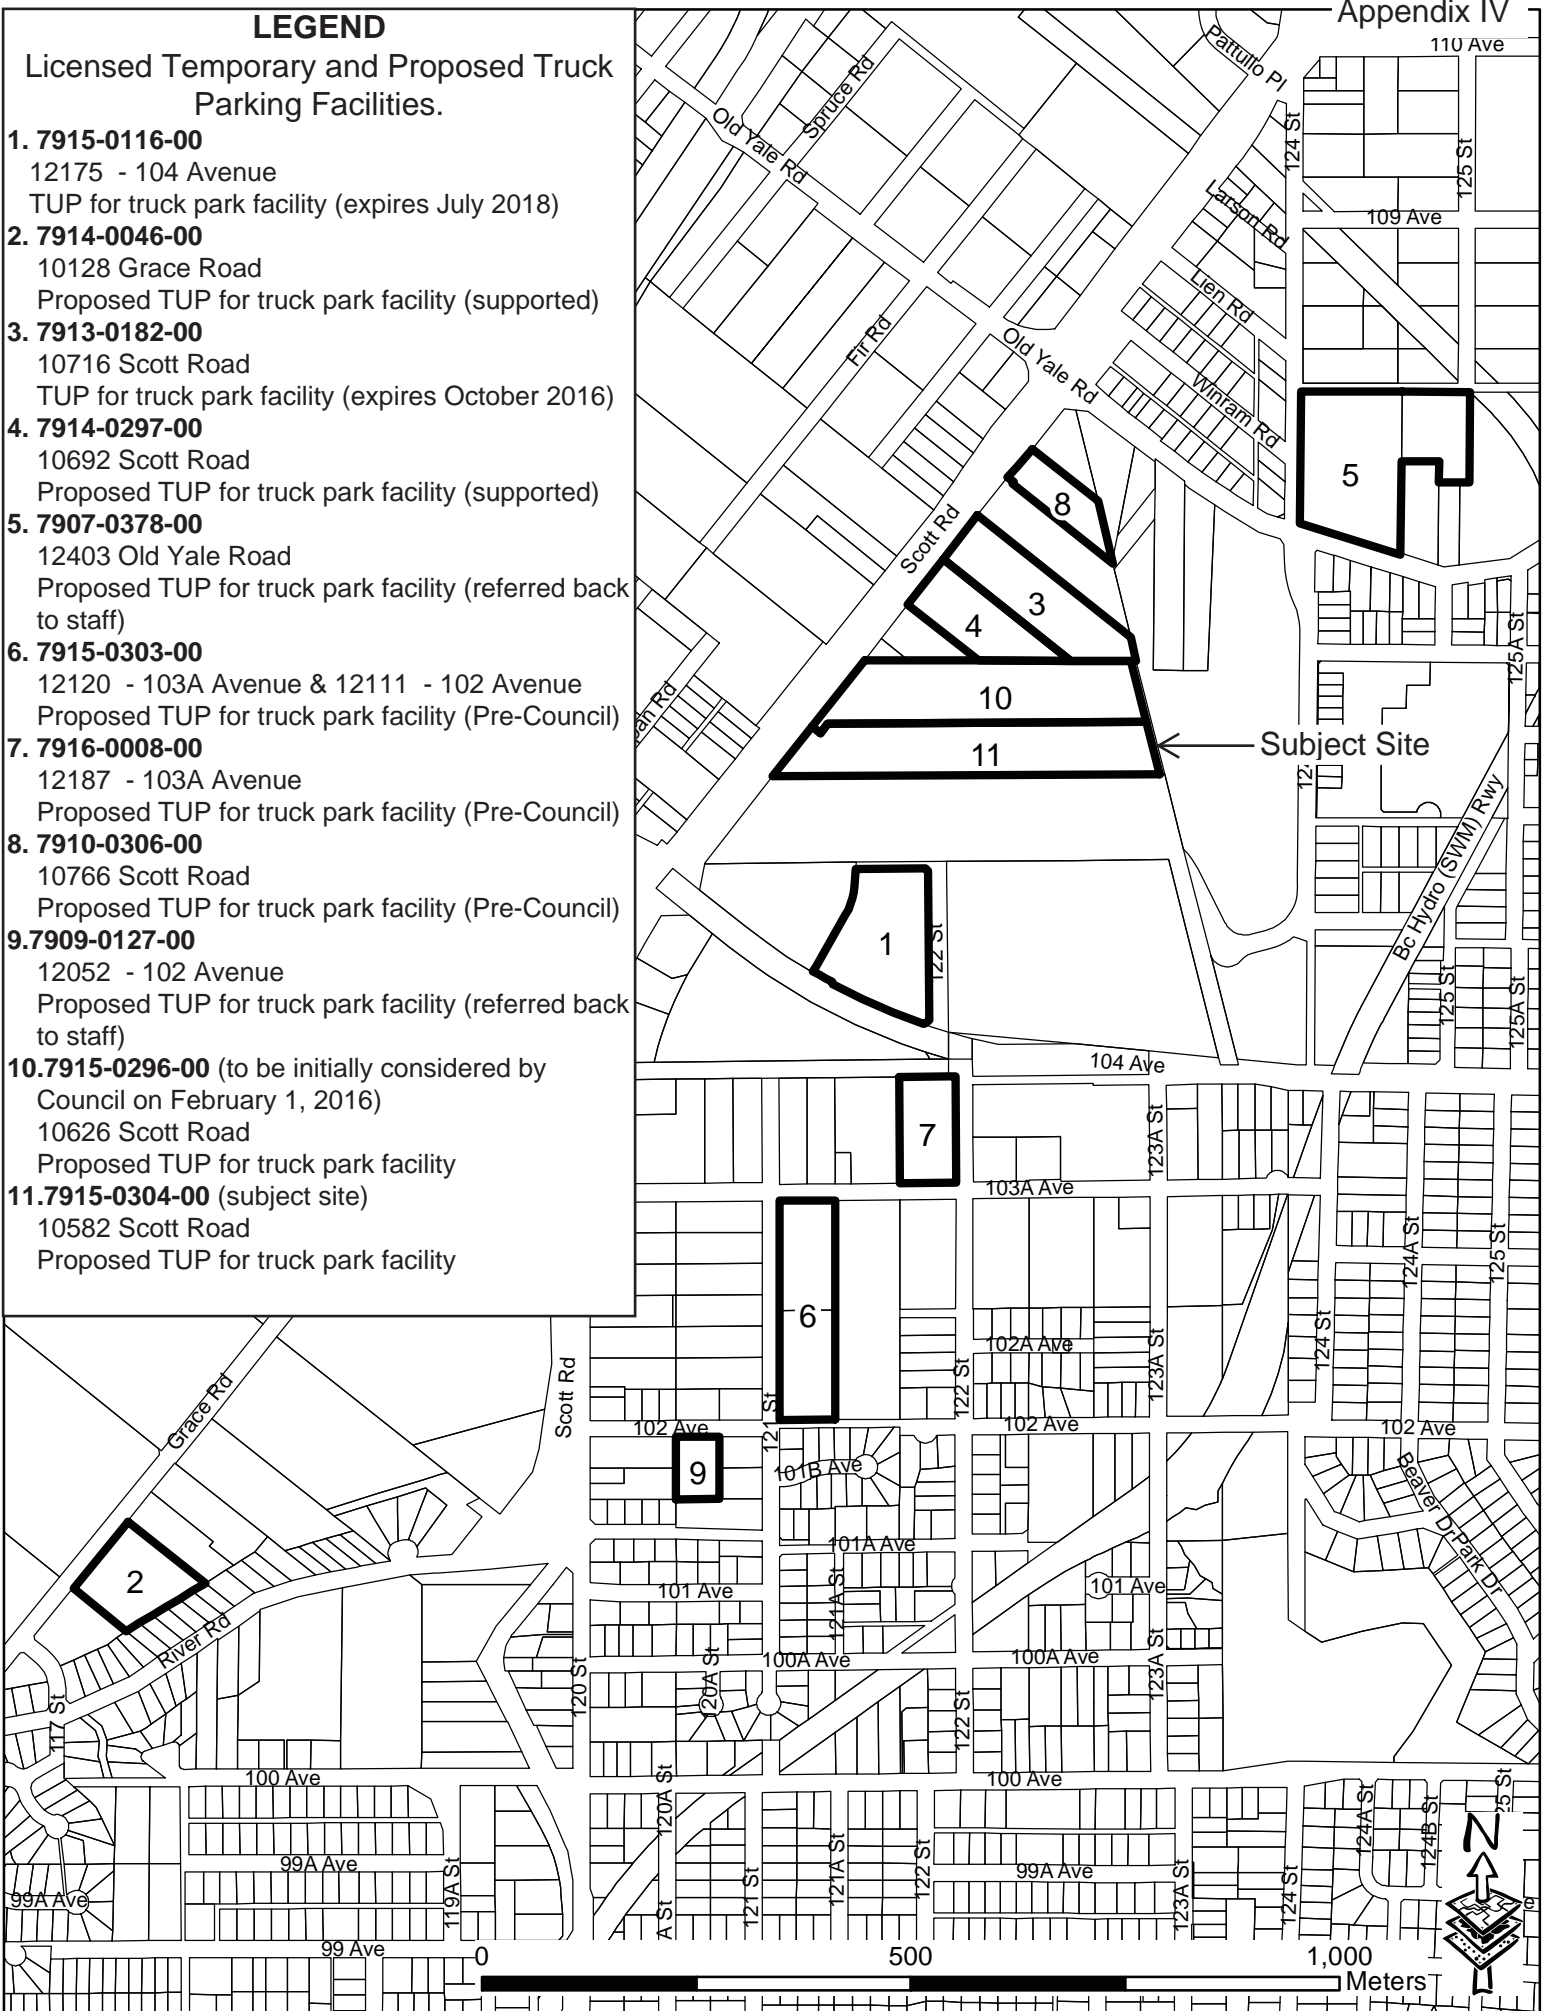 Appendix IV
LEGEND
Licensed Temporary and Proposed Truck
Parking Facilities.
1. 7915-0116-00
12175 - 104 Avenue
TUP for truck park facility (expires July 2018)
2. 7914-0046-00
10128 Grace Road
Proposed TUP for truck park facility (supported)
3. 7913-0182-00
10716 Scott Road
TUP for truck park facility (expires October 2016)
4. 7914-0297-00
10692 Scott Road
Proposed TUP for truck park facility (supported)
5. 7907-0378-00
12403 Old Yale Road
Proposed TUP for truck park facility (referred back
to staff)
6. 7915-0303-00
12120 - 103A Avenue & 12111 - 102 Avenue
Proposed TUP for truck park facility (Pre-Council)
7. 7916-0008-00
12187 - 103A Avenue
Proposed TUP for truck park facility (Pre-Council)
8. 7910-0306-00
10766 Scott Road
Proposed TUP for truck park facility (Pre-Council)
9.7909-0127-00
12052 - 102 Avenue
Proposed TUP for truck park facility (referred back
to staff)
10.7915-0296-00 (to be initially considered by
Council on February 1, 2016)
10626 Scott Road
Proposed TUP for truck park facility
11.7915-0304-00 (subject site)
10582 Scott Road
Proposed TUP for truck park facility
110 Ave
Pattullo Pl
Spruce Rd
Old Yale Rd
124 St
125 St
Larson Rd
109 Ave
Lien Rd
Fir Rd
Old Yale Rd
Winram Rd
5
8
Scott Rd
3
4
125A St
10
11
Subject Site
Bc Hydro (SWM) Rwy
1
122 St
125 St
125A St
104 Ave
7
123A St
103A Ave
124A St
125 St
6
102A Ave
123A St
124 St
Scott Rd
122 St
Grace Rd
121 St
102 Ave
102 Ave
102 Ave
9
101B Ave
Beaver Dr
Park Dr
101A Ave
2
101 Ave
121A St
101 Ave
River Rd
100A Ave
100A Ave
123A St
120 St
120A St
122 St
117 St
100 Ave
100 Ave
120A St
124A St
124B St
25 St
N
99A Ave
99A Ave
99A Ave
119A St
121 St
121A St
122 St
123A St
124 St
A St
99 Ave
0
500
1,000
Meters